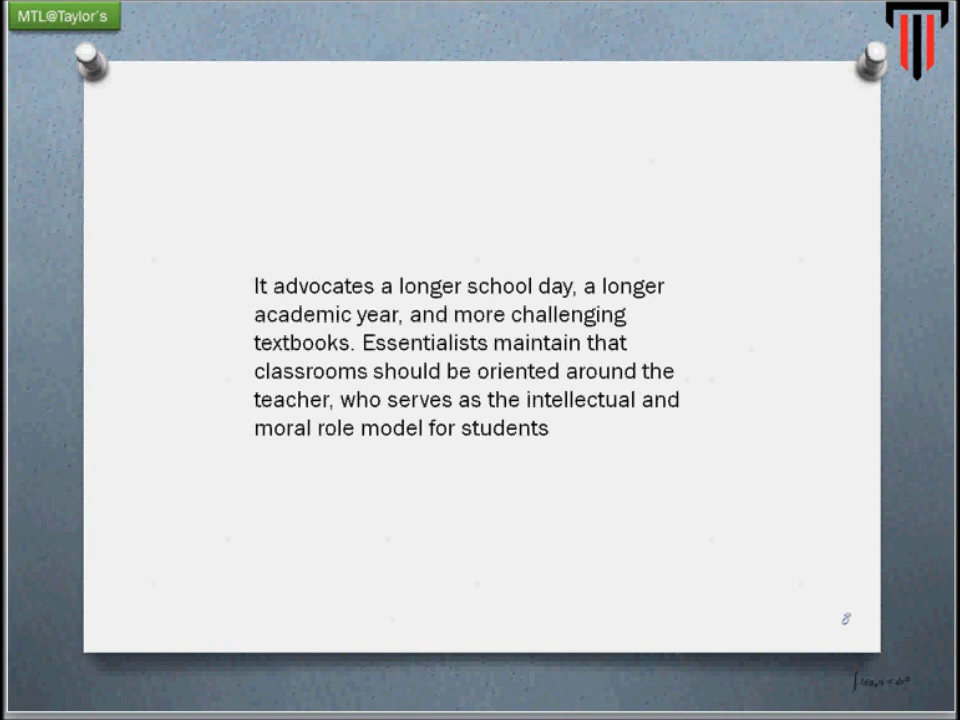 MTL@Taylor's
It advocates a longer school day, a longer
academic year, and more challenging
textbooks. Essentialists maintain that
classrooms should be oriented around the
teacher, who serves as the intellectual and
moral role model for students
8